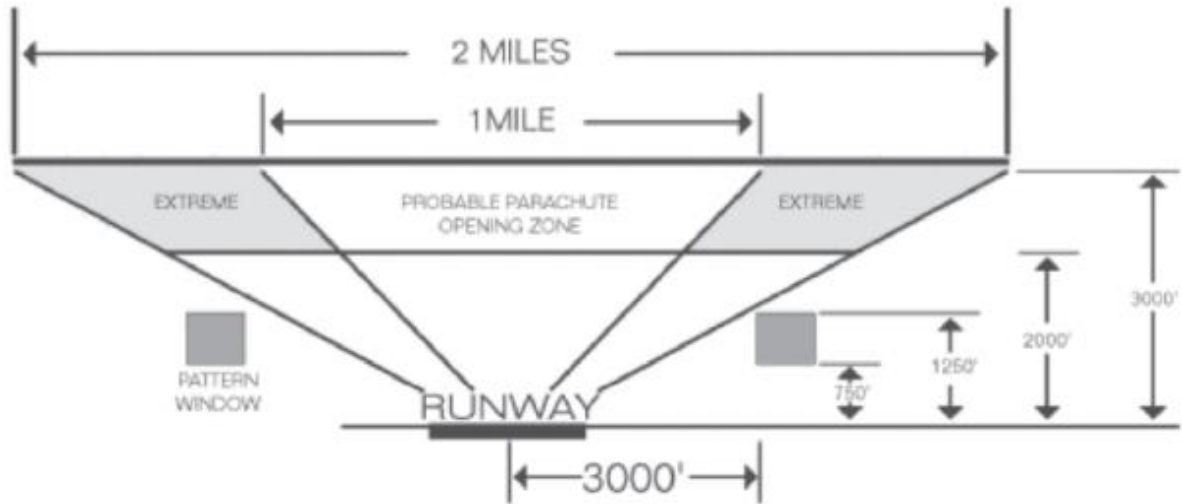 2 MILES
1 MILE
EXTREME
PROBABLE PARACHUTE
OPENING ZONE
EXTREME
3000'
2000'
1250'
750'
PATTERN
WINDOW
RUNWAY
3000'